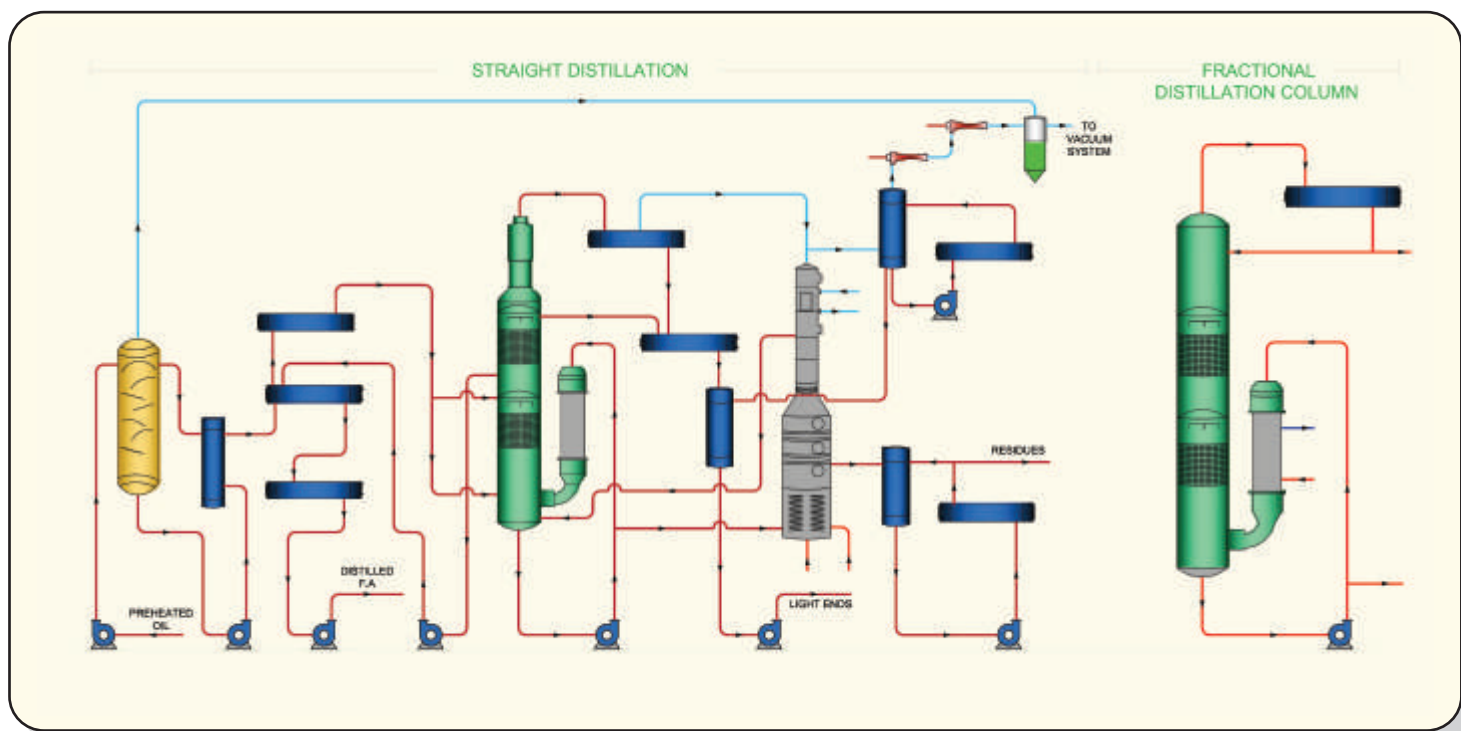 STRAIGHT DISTILLATION
FRACTIONAL
DISTILLATION COLUMN
TO
VACUUM
SYSTEM
RESIDUES
DISTILLED
F.A
LIGHT ENDS
PREHEATED
OIL